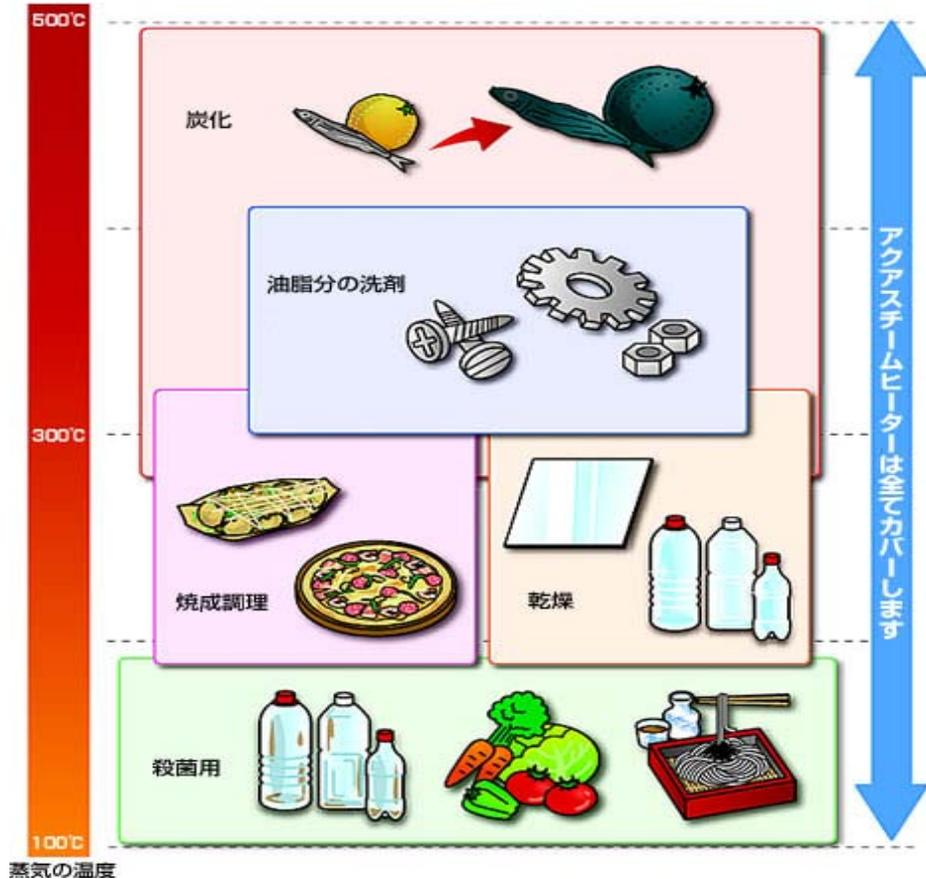 500℃
炭化
油脂分の洗剤
300℃
焼成調理
乾燥
殺菌用
100℃
蒸気の温度
アクアスチームヒーターは全てカバーします